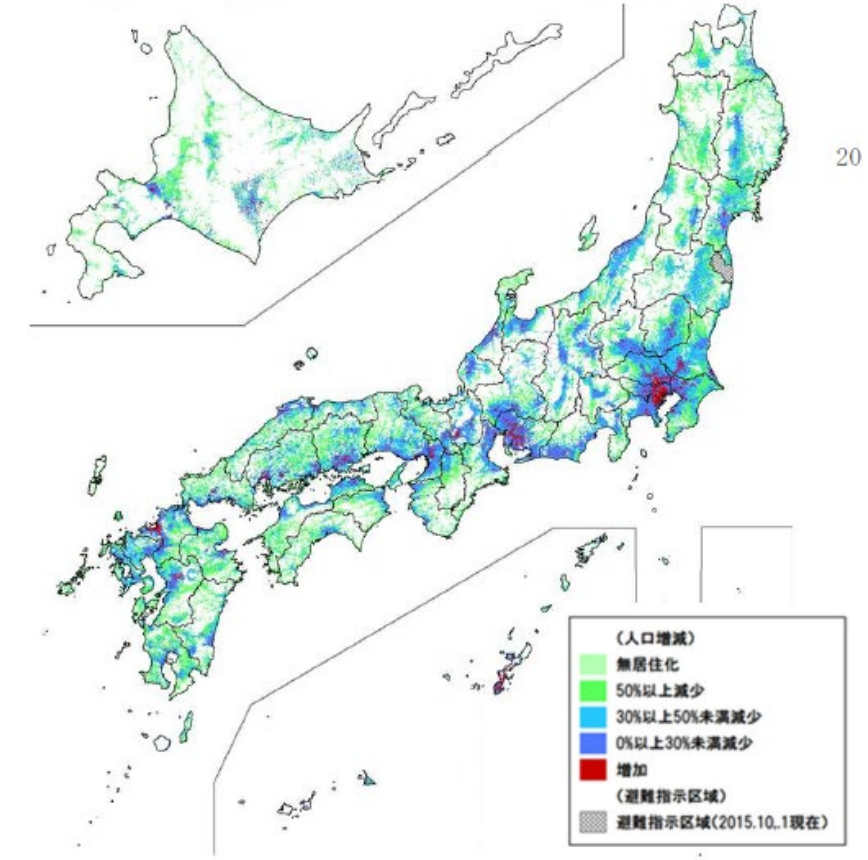 20
(人口増減)
無居住化
50%以上減少
30%以上50%未満減少
0%以上30%未満減少
増加
(避難指示区域)
避難指示区域(2015.10,.1現在)